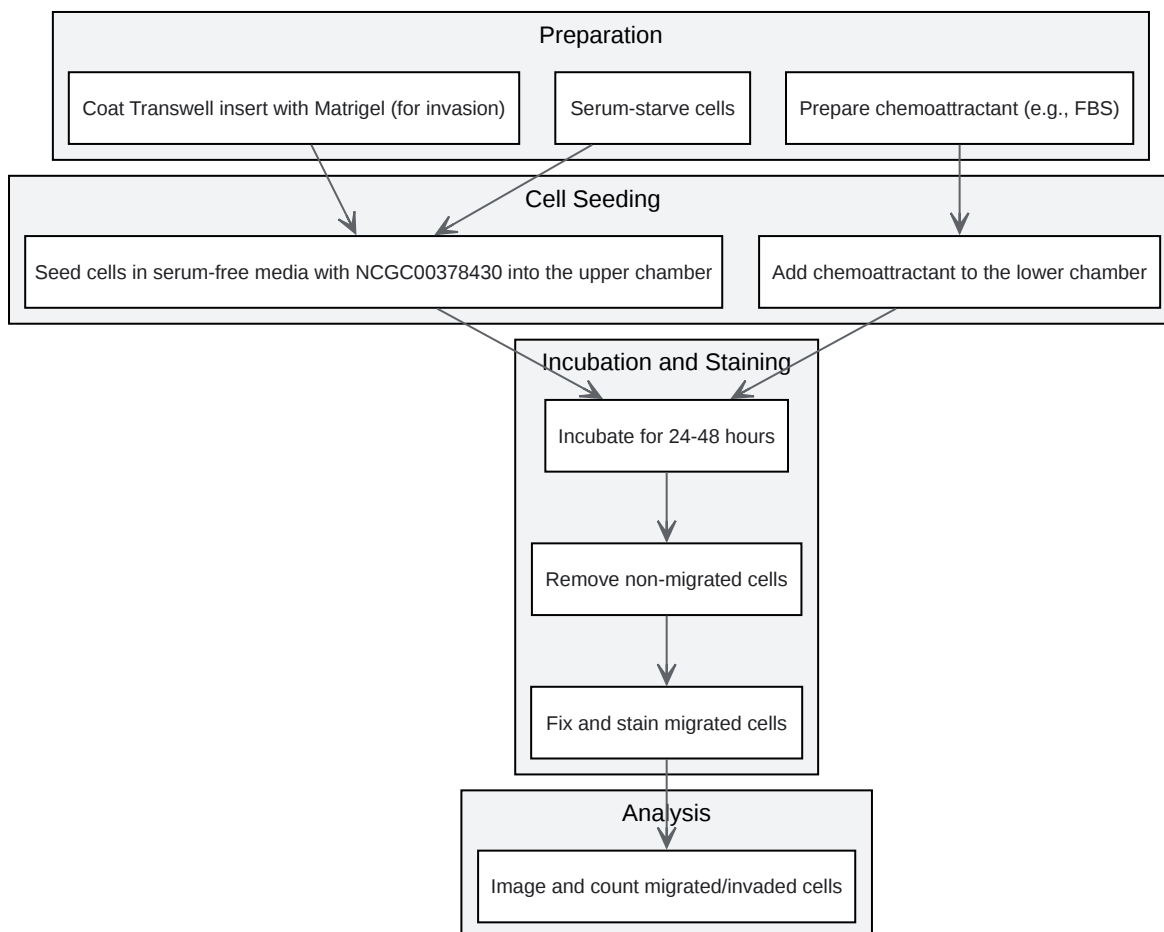 Preparation
Coat Transwell insert with Matrigel (for invasion)
Serum-starve cells
Prepare chemoattractant (e.g., FBS)
Cell Seeding
Seed cells in serum-free media with NCGC00378430 into the upper chamber
Add chemoattractant to the lower chamber
Incubation and Staining
Incubate for 24-48 hours
Remove non-migrated cells
Fix and stain migrated cells
Analysis
Image and count migrated/invaded cells